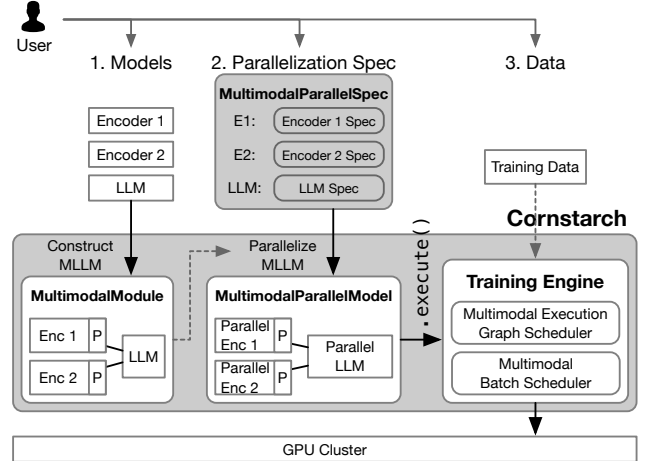 User
1. Models
2. Parallelization Spec
3. Data
MultimodalParallelSpec
Encoder 1
E1:
Encoder 1 Spec
Encoder 2
E2:
Encoder 2 Spec
LLM
LLM:
LLM Spec
Training Data
Cornstarch
Construct
MLLM
Parallelize
MLLM
.execute()
MultimodalModule
Enc 1
P
Enc 2
P
LLM
MultimodalParallelModel
Parallel
Enc 1
P
Parallel
Enc 2
P
Parallel
LLM
Training Engine
Multimodal Execution
Graph Scheduler
Multimodal
Batch Scheduler
GPU Cluster